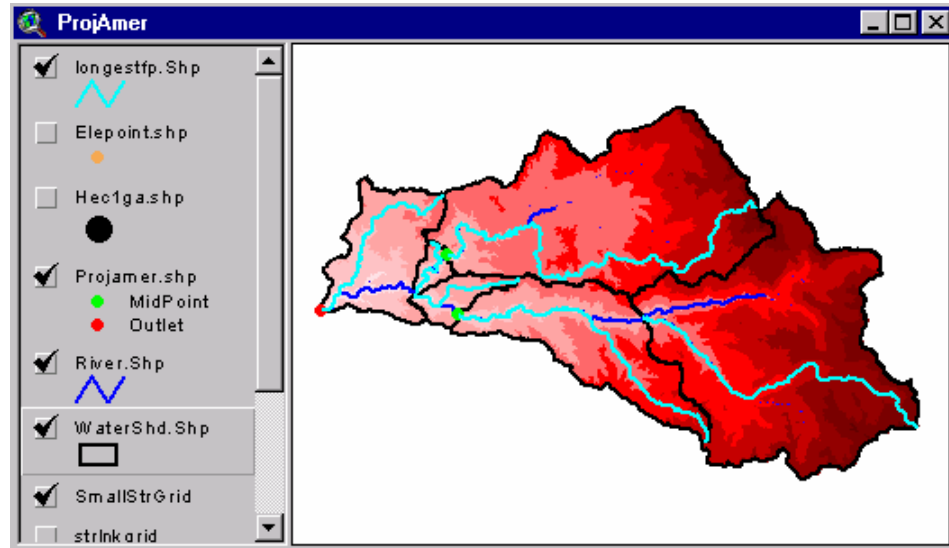 ProjAmer
longestfp.Shp
Elepoint.shp
Hec1ga.shp
Projamer.shp
MidPoint
Outlet
River.Shp
WaterShd.Shp
SmallStrGrid
strlnkgrid